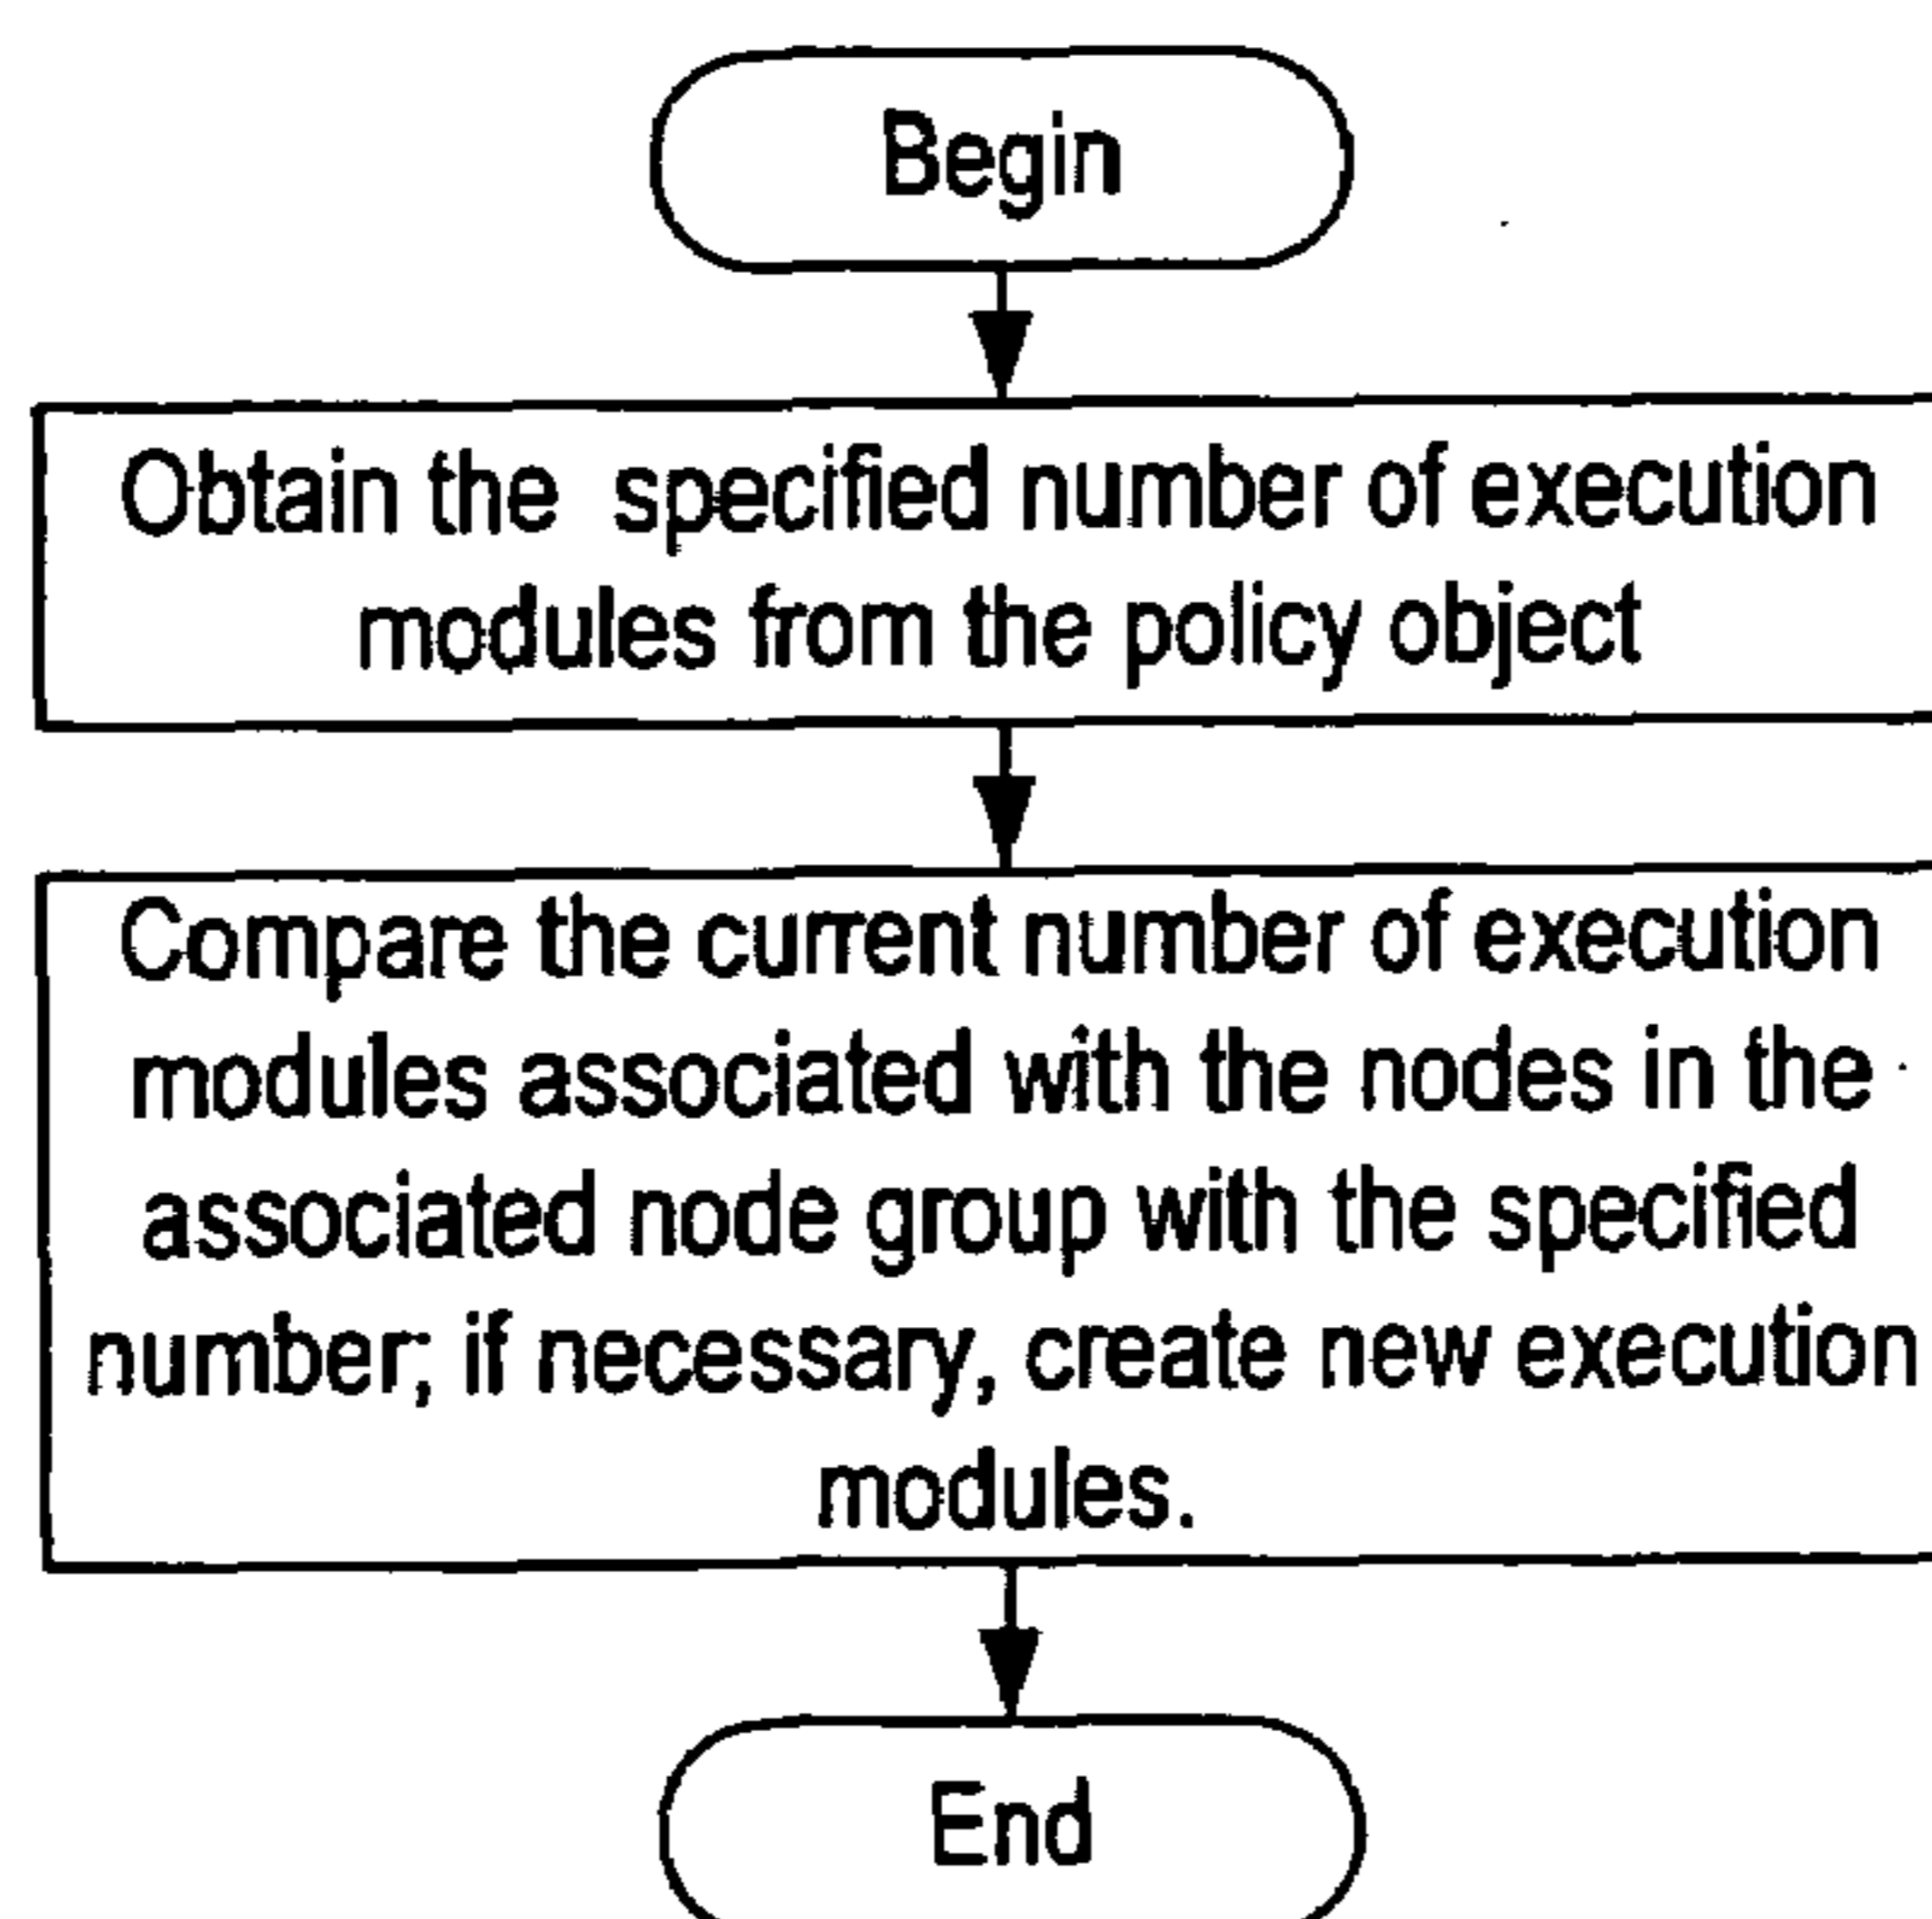 Begin
Obtain the specified number of execution
modules from the policy object
Compare the current number of execution
modules associated with the nodes in the
associated node group with the specified
number; if necessary, create new execution
modules.
End